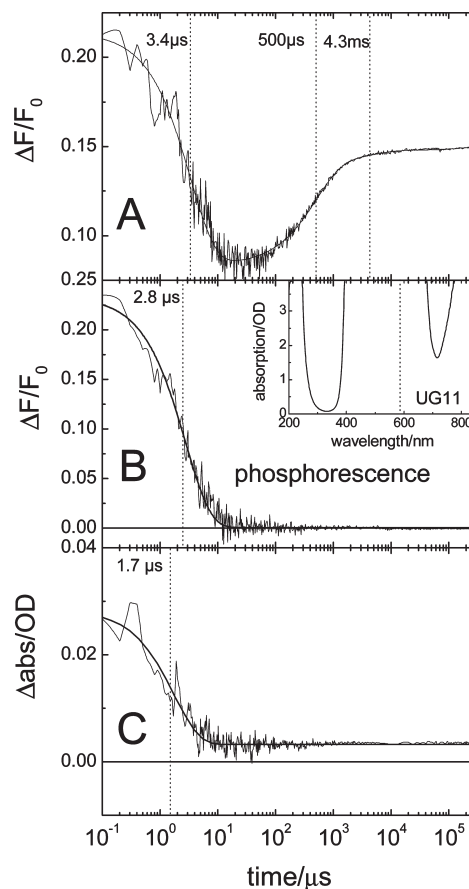 3.4μs 500μs 4.3ms
0.20
0.15
0.10
ΔF/F0
A
0.25
2.8 μs
0.20
0.15
0.10
0.05
0.00
ΔF/F0
B
phosphorescence
3
2
1
0
absorption/OD
UG11
200 400 600 800
wavelength/nm
0.04
1.7 μs
0.02
0.00
Δabs/OD
C
10-1 100 101 102 103 104 105
time/μs